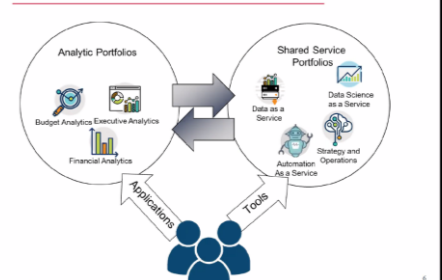 Analytic Portfolios
Budget Analytics
Executive Analytics
Financial Analytics
Shared Service
Portfolios
Data as a
Service
Data Science
as a Service
Automation
As a Service
Strategy and
Operations
Applications
Tools